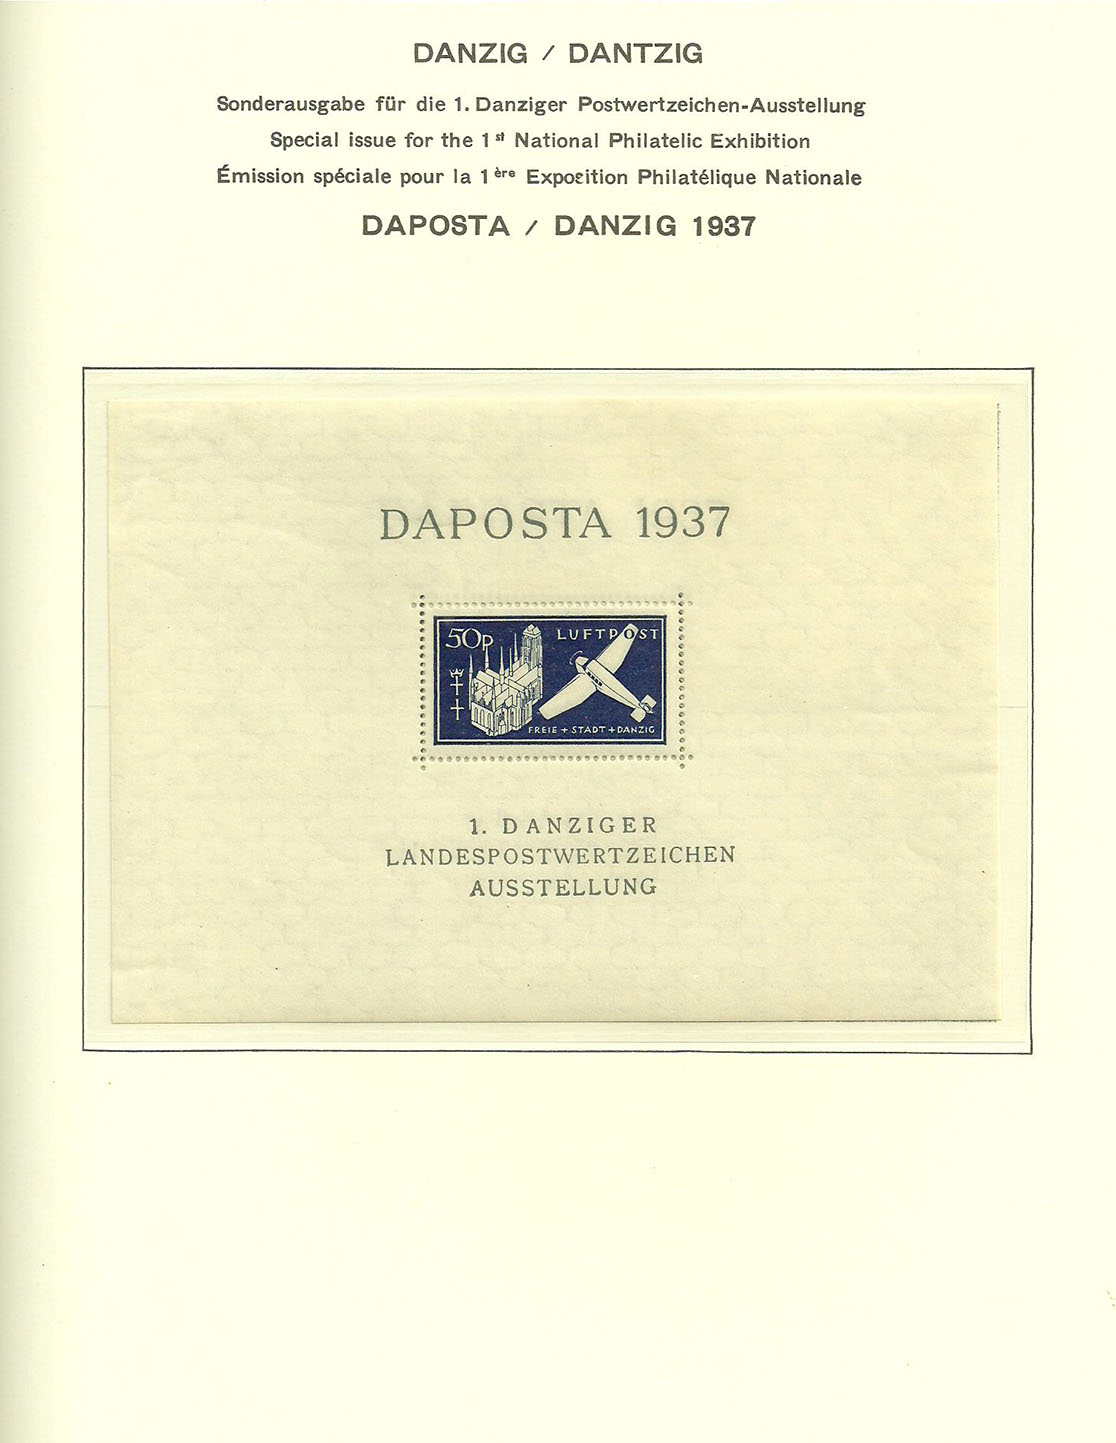 DANZIG / DANTZIG
Sonderausgabe für die 1. Danziger Postwertzeichen-Ausstellung
Special issue for the 1st National Philatelic Exhibition
Émission spéciale pour la 1ère Exposition Philatélique Nationale
DAPOSTA / DANZIG 1937
DAPOSTA 1937
50p LUFTPOST
FREIE + STADT + DANZIG
1. DANZIGER
LANDESPOSTWERTZEICHEN
AUSSTELLUNG